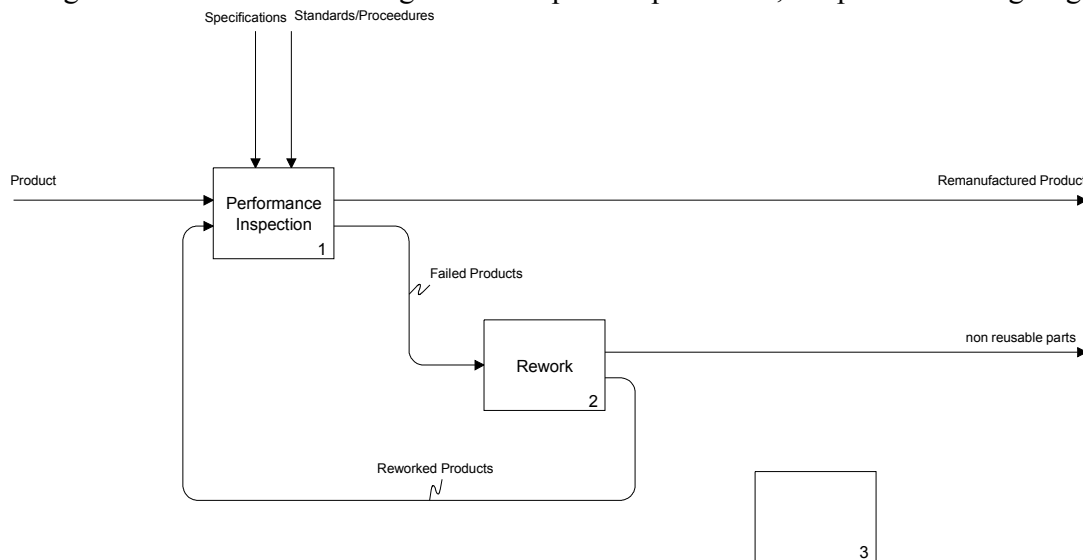 Specifications
Standards/Proceedures
Product
Remanufactured Product
Performance
Inspection
1
Failed Products
non reusable parts
Rework
2
Reworked Products
3